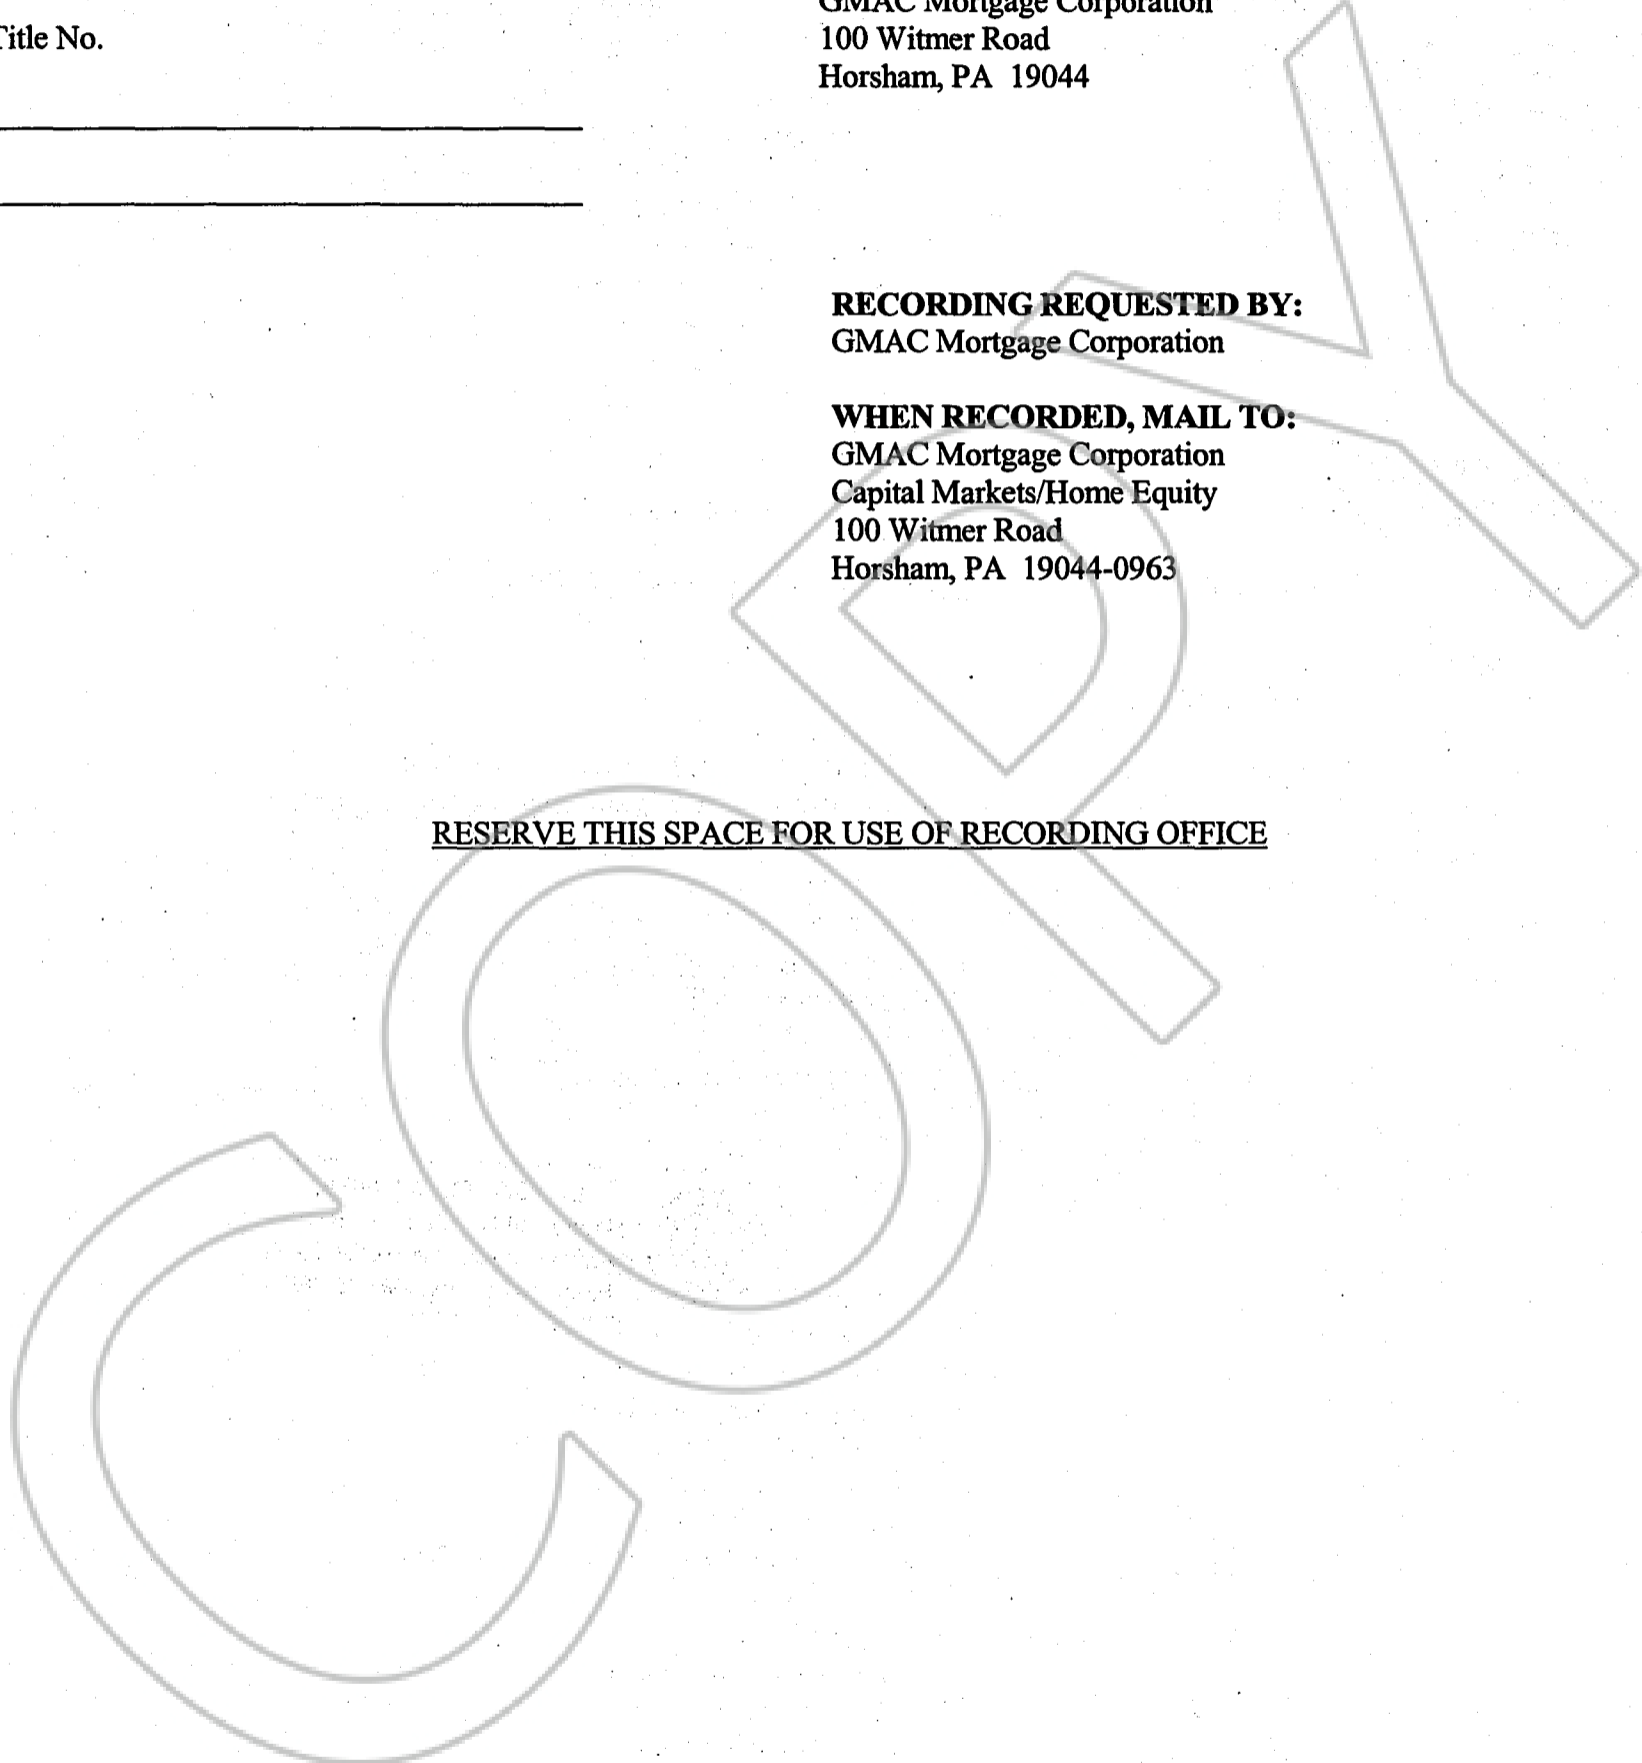 Title No.
GMAC Mortgage Corporation
100 Witmer Road
Horsham, PA 19044
RECORDING REQUESTED BY:
GMAC Mortgage Corporation
WHEN RECORDED, MAIL TO:
GMAC Mortgage Corporation
Capital Markets/Home Equity
100 Witmer Road
Horsham, PA 19044-0963
RESERVE THIS SPACE FOR USE OF RECORDING OFFICE
COPY